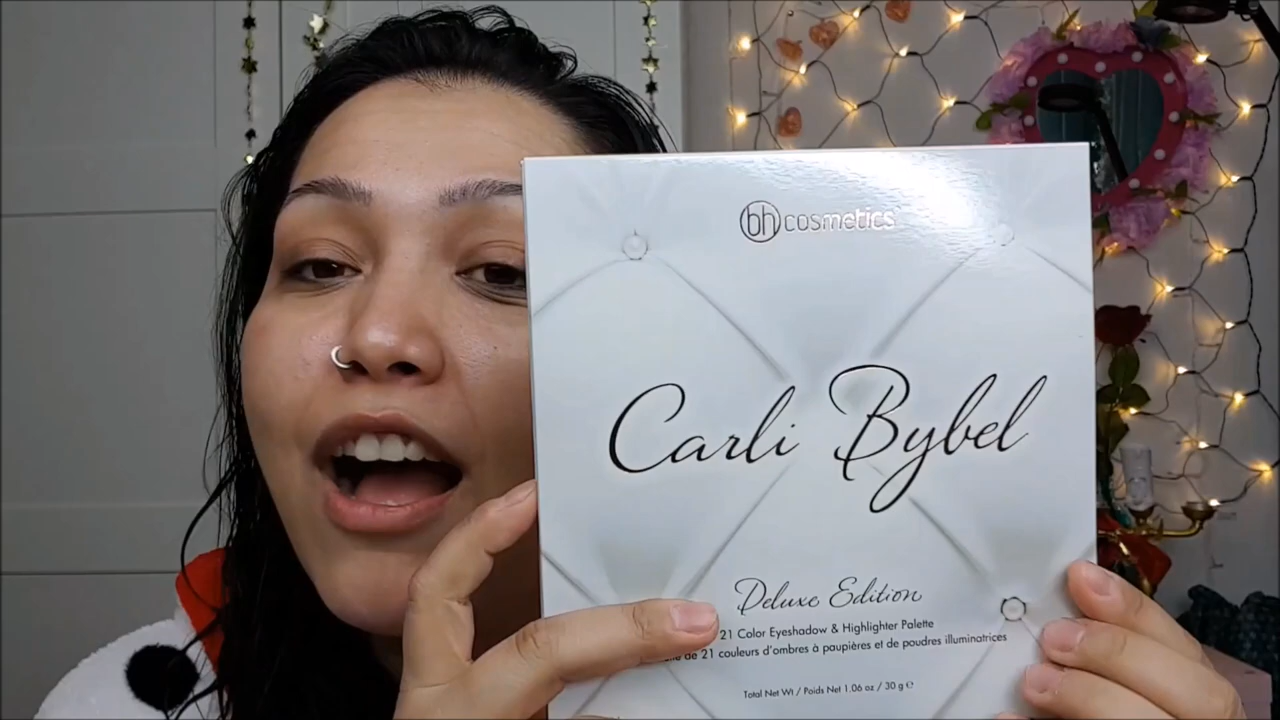 bh cosmetics
Carli Bybel
Deluxe Edition
21 Color Eyeshadow & Highlighter Palette
de 21 couleurs d'ombres à paupières et de poudres illuminatrices
Total Net Wt / Poids Net 1.06 oz / 30 g ℮